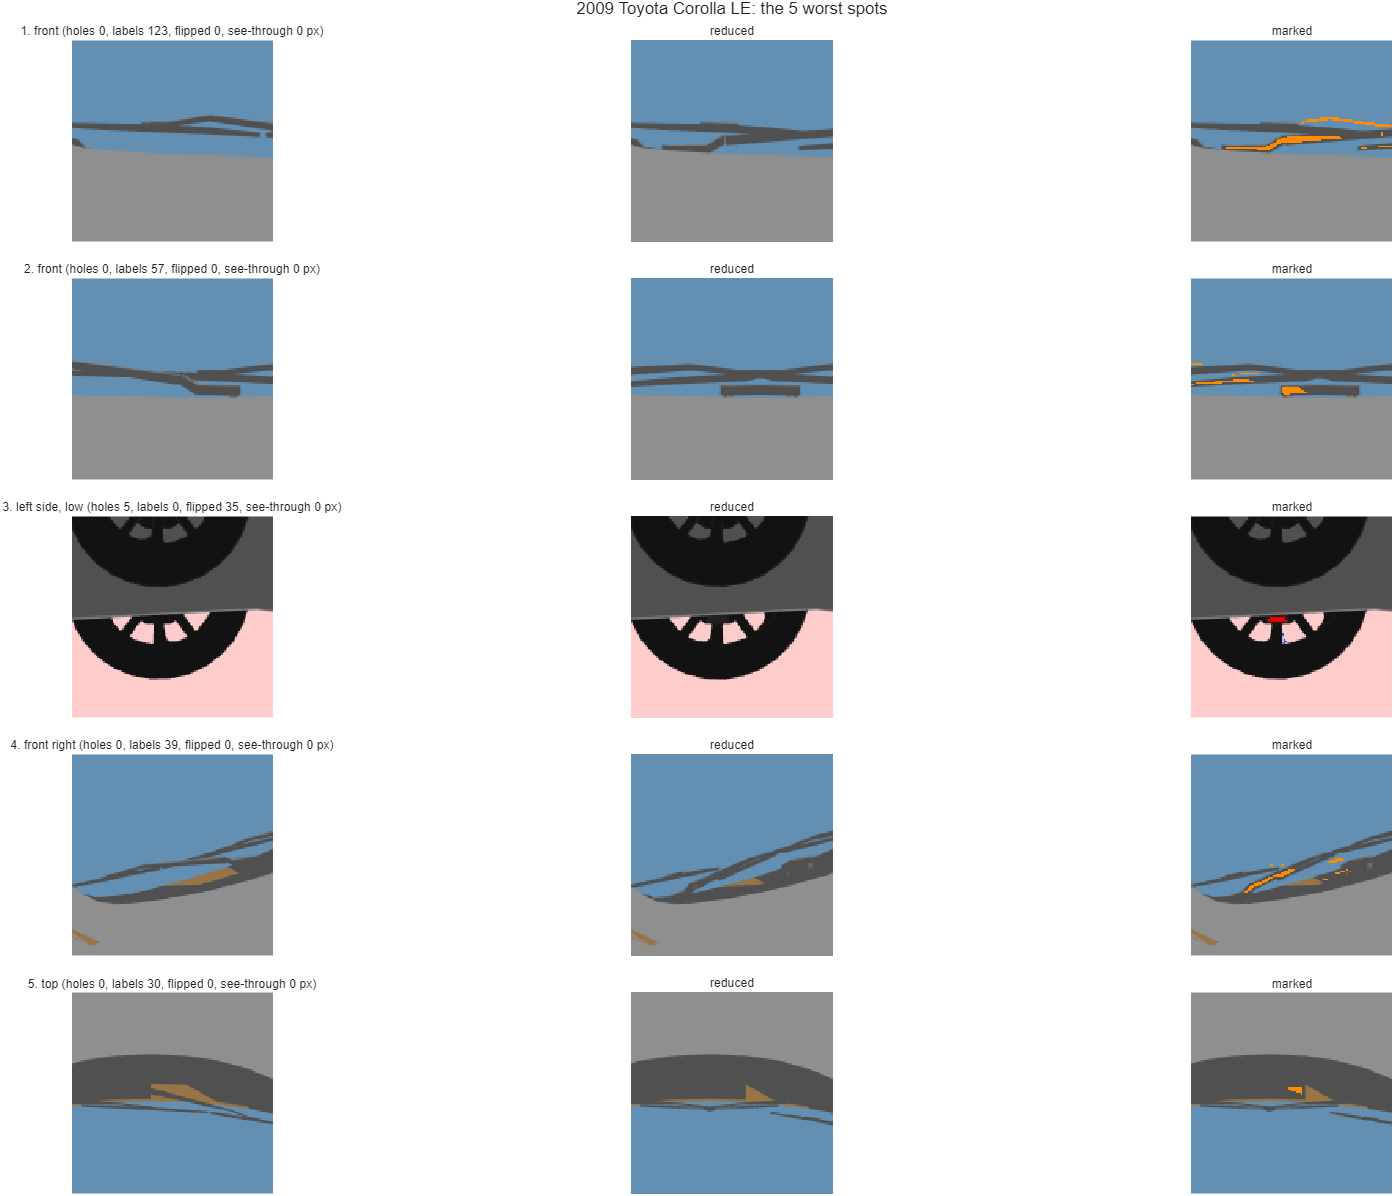 2009 Toyota Corolla LE: the 5 worst spots
1. front (holes 0, labels 123, flipped 0, see-through 0 px)
reduced
marked
2. front (holes 0, labels 57, flipped 0, see-through 0 px)
reduced
marked
3. left side, low (holes 5, labels 0, flipped 35, see-through 0 px)
reduced
marked
4. front right (holes 0, labels 39, flipped 0, see-through 0 px)
reduced
marked
5. top (holes 0, labels 30, flipped 0, see-through 0 px)
reduced
marked